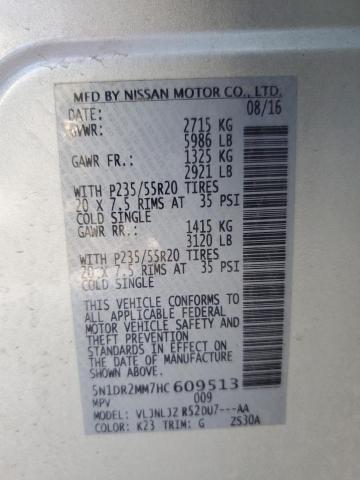 MFD BY NISSAN MOTOR CO., LTD.
DATE: 08/16
GVWR: 2715 KG
5986 LB
GAWR FR.: 1325 KG
2921 LB
WITH P235/55R20 TIRES
20 X 7.5 RIMS AT 35 PSI
COLD SINGLE
GAWR RR.: 1415 KG
3120 LB
WITH P235/55R20 TIRES
20 X 7.5 RIMS AT 35 PSI
COLD SINGLE
THIS VEHICLE CONFORMS TO
ALL APPLICABLE FEDERAL
MOTOR VEHICLE SAFETY AND
THEFT PREVENTION
STANDARDS IN EFFECT ON
THE DATE OF MANUFACTURE
SHOWN ABOVE.
5N1DR2MM7HC609513
MPV 009
MODEL: VLJNLJZ R52DU7---AA
COLOR: K23 TRIM: G ZS30A